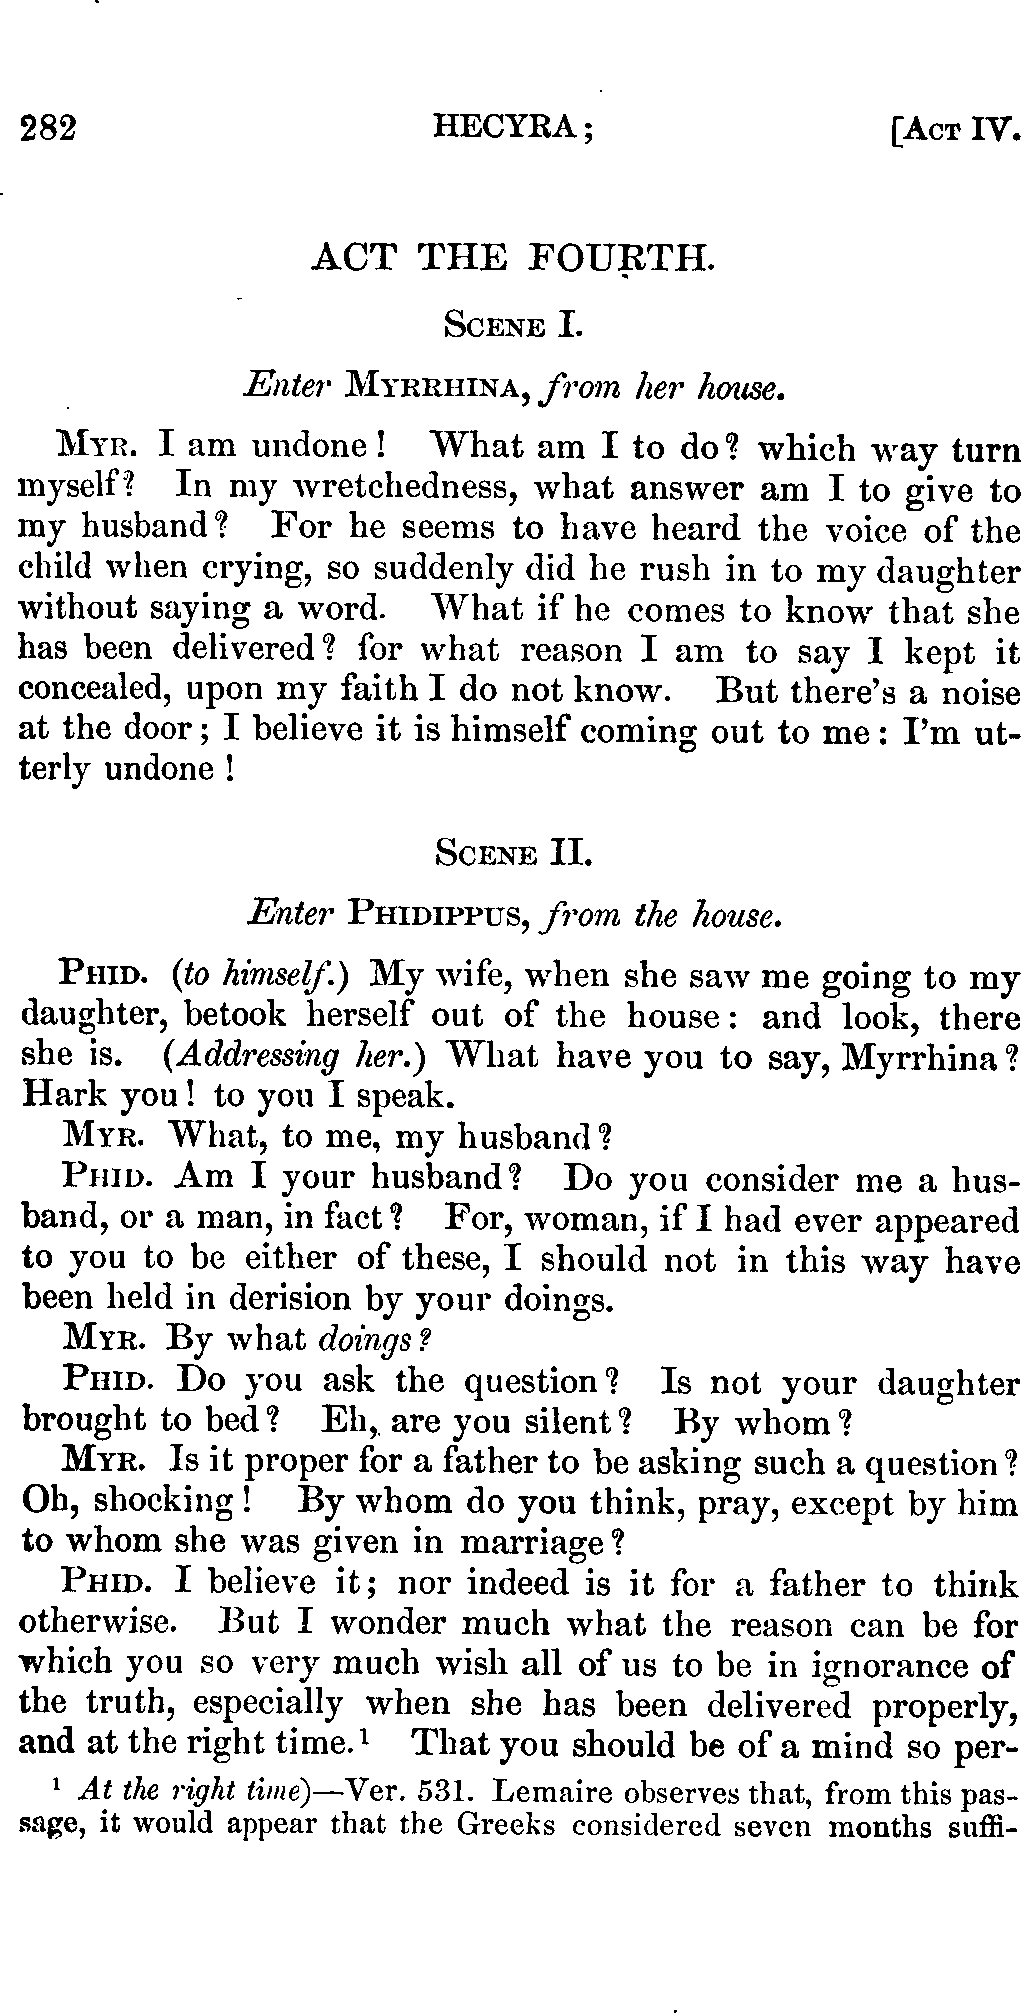 282 HECYRA; [ACT IV.
ACT THE FOURTH.
SCENE I.
Enter MYRRHINA, from her house.
MYR. I am undone! What am I to do? which way turn
myself? In my wretchedness, what answer am I to give to
my husband? For he seems to have heard the voice of the
child when crying, so suddenly did he rush in to my daughter
without saying a word. What if he comes to know that she
has been delivered? for what reason I am to say I kept it
concealed, upon my faith I do not know. But there's a noise
at the door; I believe it is himself coming out to me: I'm ut-
terly undone!
SCENE II.
Enter PHIDIPPUS, from the house.
PHID. (to himself.) My wife, when she saw me going to my
daughter, betook herself out of the house: and look, there
she is. (Addressing her.) What have you to say, Myrrhina?
Hark you! to you I speak.
MYR. What, to me, my husband?
PHID. Am I your husband? Do you consider me a hus-
band, or a man, in fact? For, woman, if I had ever appeared
to you to be either of these, I should not in this way have
been held in derision by your doings.
MYR. By what doings?
PHID. Do you ask the question? Is not your daughter
brought to bed? Eh, are you silent? By whom?
MYR. Is it proper for a father to be asking such a question?
Oh, shocking! By whom do you think, pray, except by him
to whom she was given in marriage?
PHID. I believe it; nor indeed is it for a father to think
otherwise. But I wonder much what the reason can be for
which you so very much wish all of us to be in ignorance of
the truth, especially when she has been delivered properly,
and at the right time.¹ That you should be of a mind so per-
¹ At the right time)—Ver. 531. Lemaire observes that, from this pas-
sage, it would appear that the Greeks considered seven months suffi-